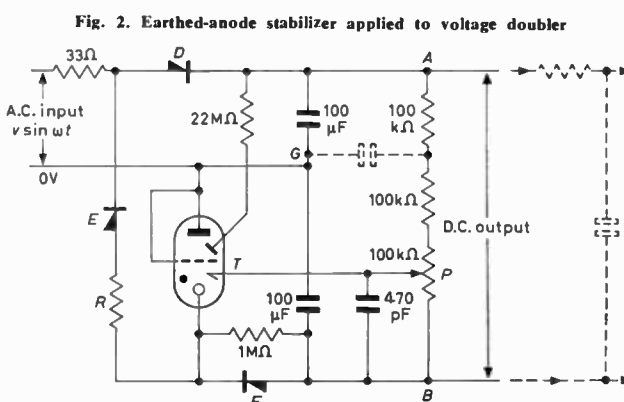 Fig. 2. Earthed-anode stabilizer applied to voltage doubler
33Ω
D
A
A.C. input
v sin ωt
22MΩ
100
μF
100
kΩ
G
0V
100kΩ
D.C. output
E
100kΩ
T
P
R
100
μF
470
pF
1MΩ
B